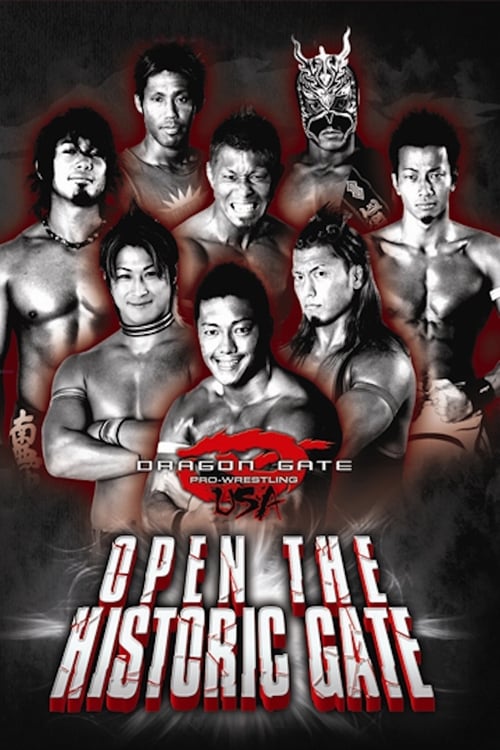 DRAGON GATE
PRO-WRESTLING
USA
OPEN THE
HISTORIC GATE